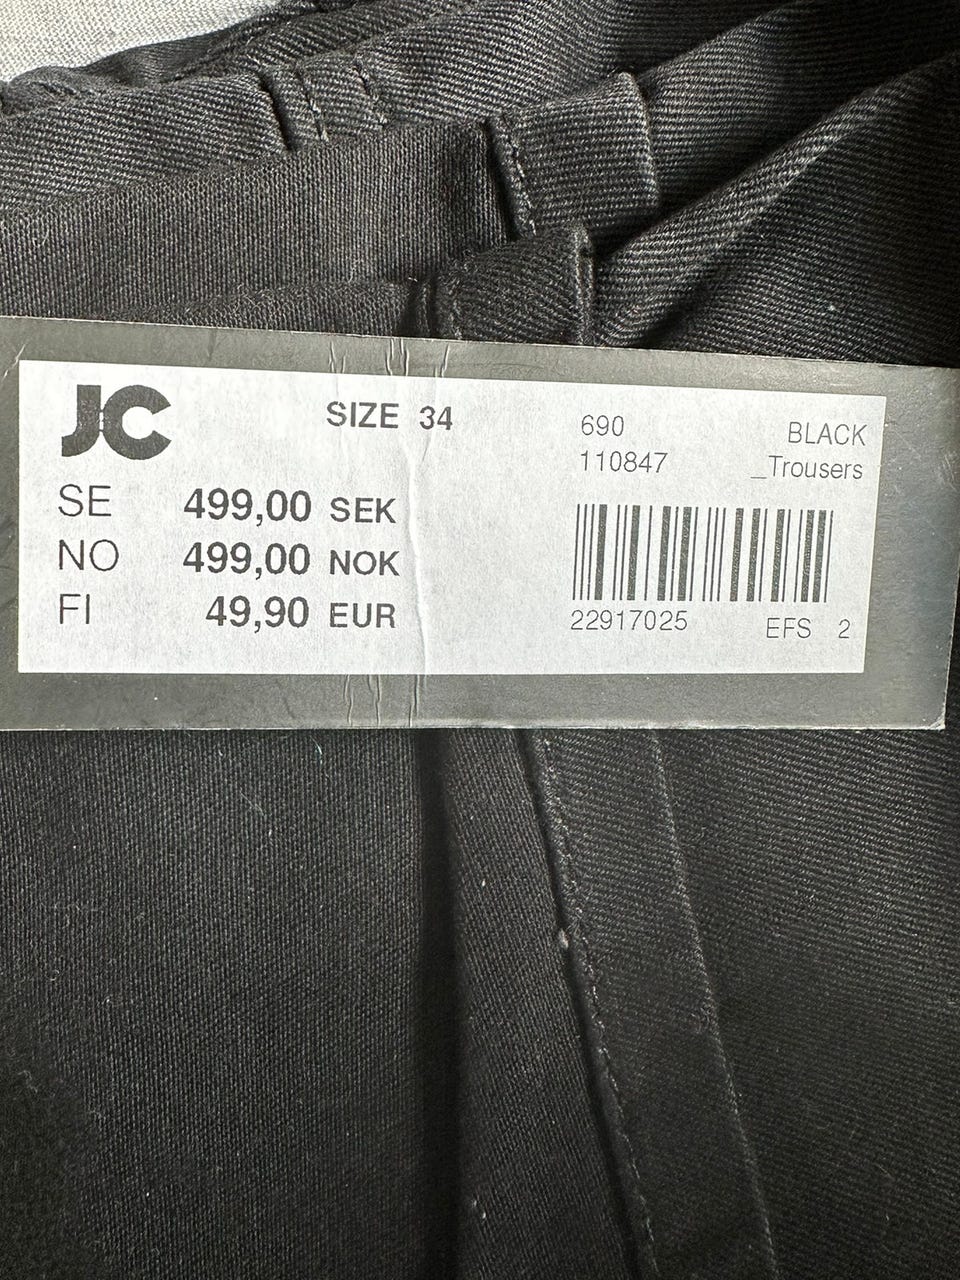 JC
SIZE 34
690
BLACK
110847
_Trousers
SE 499,00 SEK
NO 499,00 NOK
FI 49,90 EUR
22917025
EFS 2